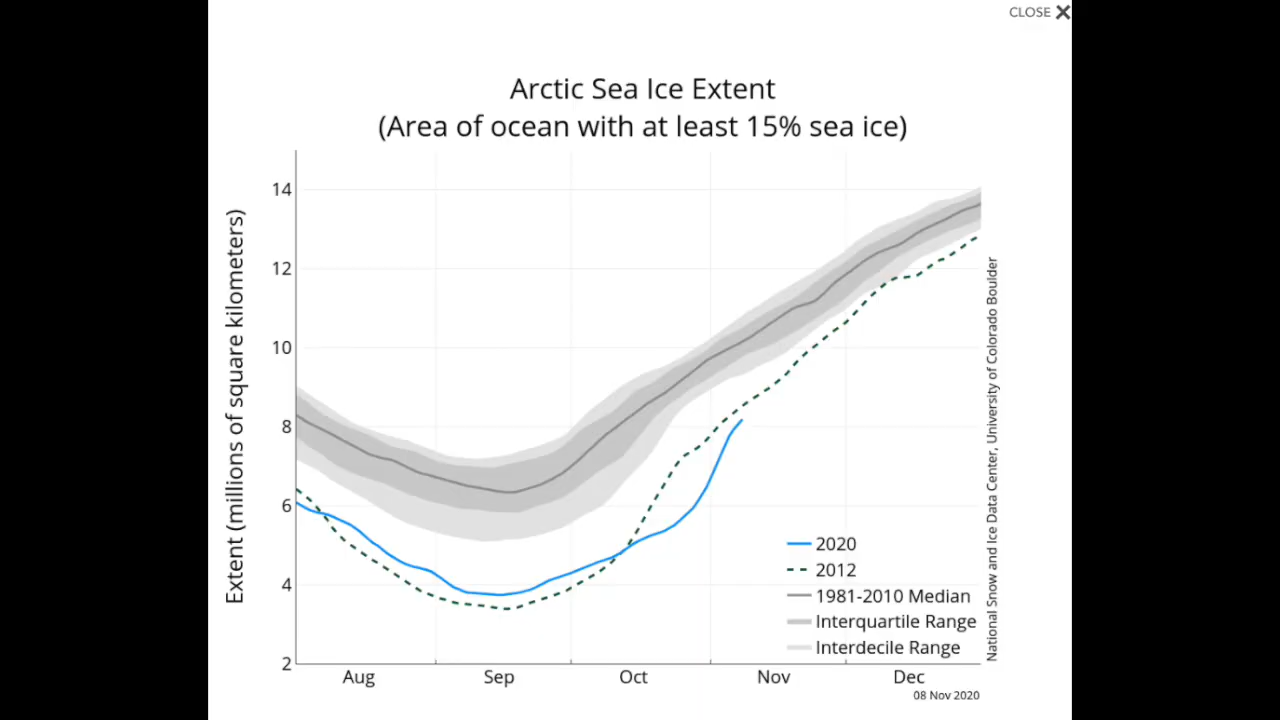 CLOSE
Arctic Sea Ice Extent
(Area of ocean with at least 15% sea ice)
Extent (millions of square kilometers)
14
12
10
8
6
4
2
Aug Sep Oct Nov Dec
2020
2012
1981-2010 Median
Interquartile Range
Interdecile Range
National Snow and Ice Data Center, University of Colorado Boulder
08 Nov 2020